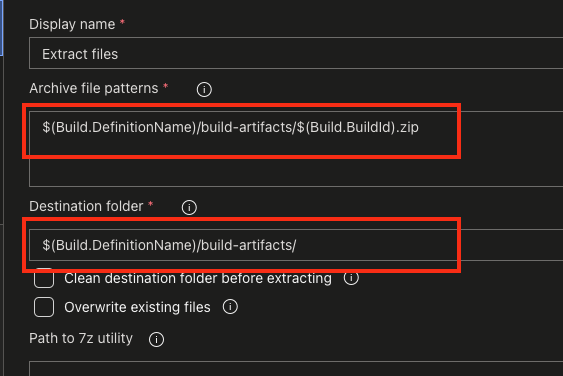 Display name *
Extract files
Archive file patterns *
$(Build.DefinitionName)/build-artifacts/$(Build.BuildId).zip
Destination folder *
$(Build.DefinitionName)/build-artifacts/
Clean destination folder before extracting
Overwrite existing files
Path to 7z utility